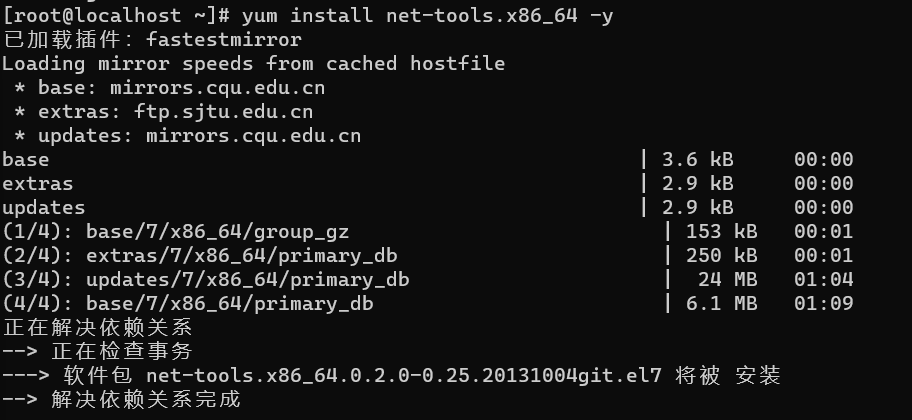 [root@localhost ~]# yum install net-tools.x86_64 -y
已加载插件：fastestmirror
Loading mirror speeds from cached hostfile
 * base: mirrors.cqu.edu.cn
 * extras: ftp.sjtu.edu.cn
 * updates: mirrors.cqu.edu.cn
base | 3.6 kB 00:00
extras | 2.9 kB 00:00
updates | 2.9 kB 00:00
(1/4): base/7/x86_64/group_gz | 153 kB 00:01
(2/4): extras/7/x86_64/primary_db | 250 kB 00:01
(3/4): updates/7/x86_64/primary_db | 24 MB 01:04
(4/4): base/7/x86_64/primary_db | 6.1 MB 01:09
正在解决依赖关系
--> 正在检查事务
---> 软件包 net-tools.x86_64.0.2.0-0.25.20131004git.el7 将被 安装
--> 解决依赖关系完成